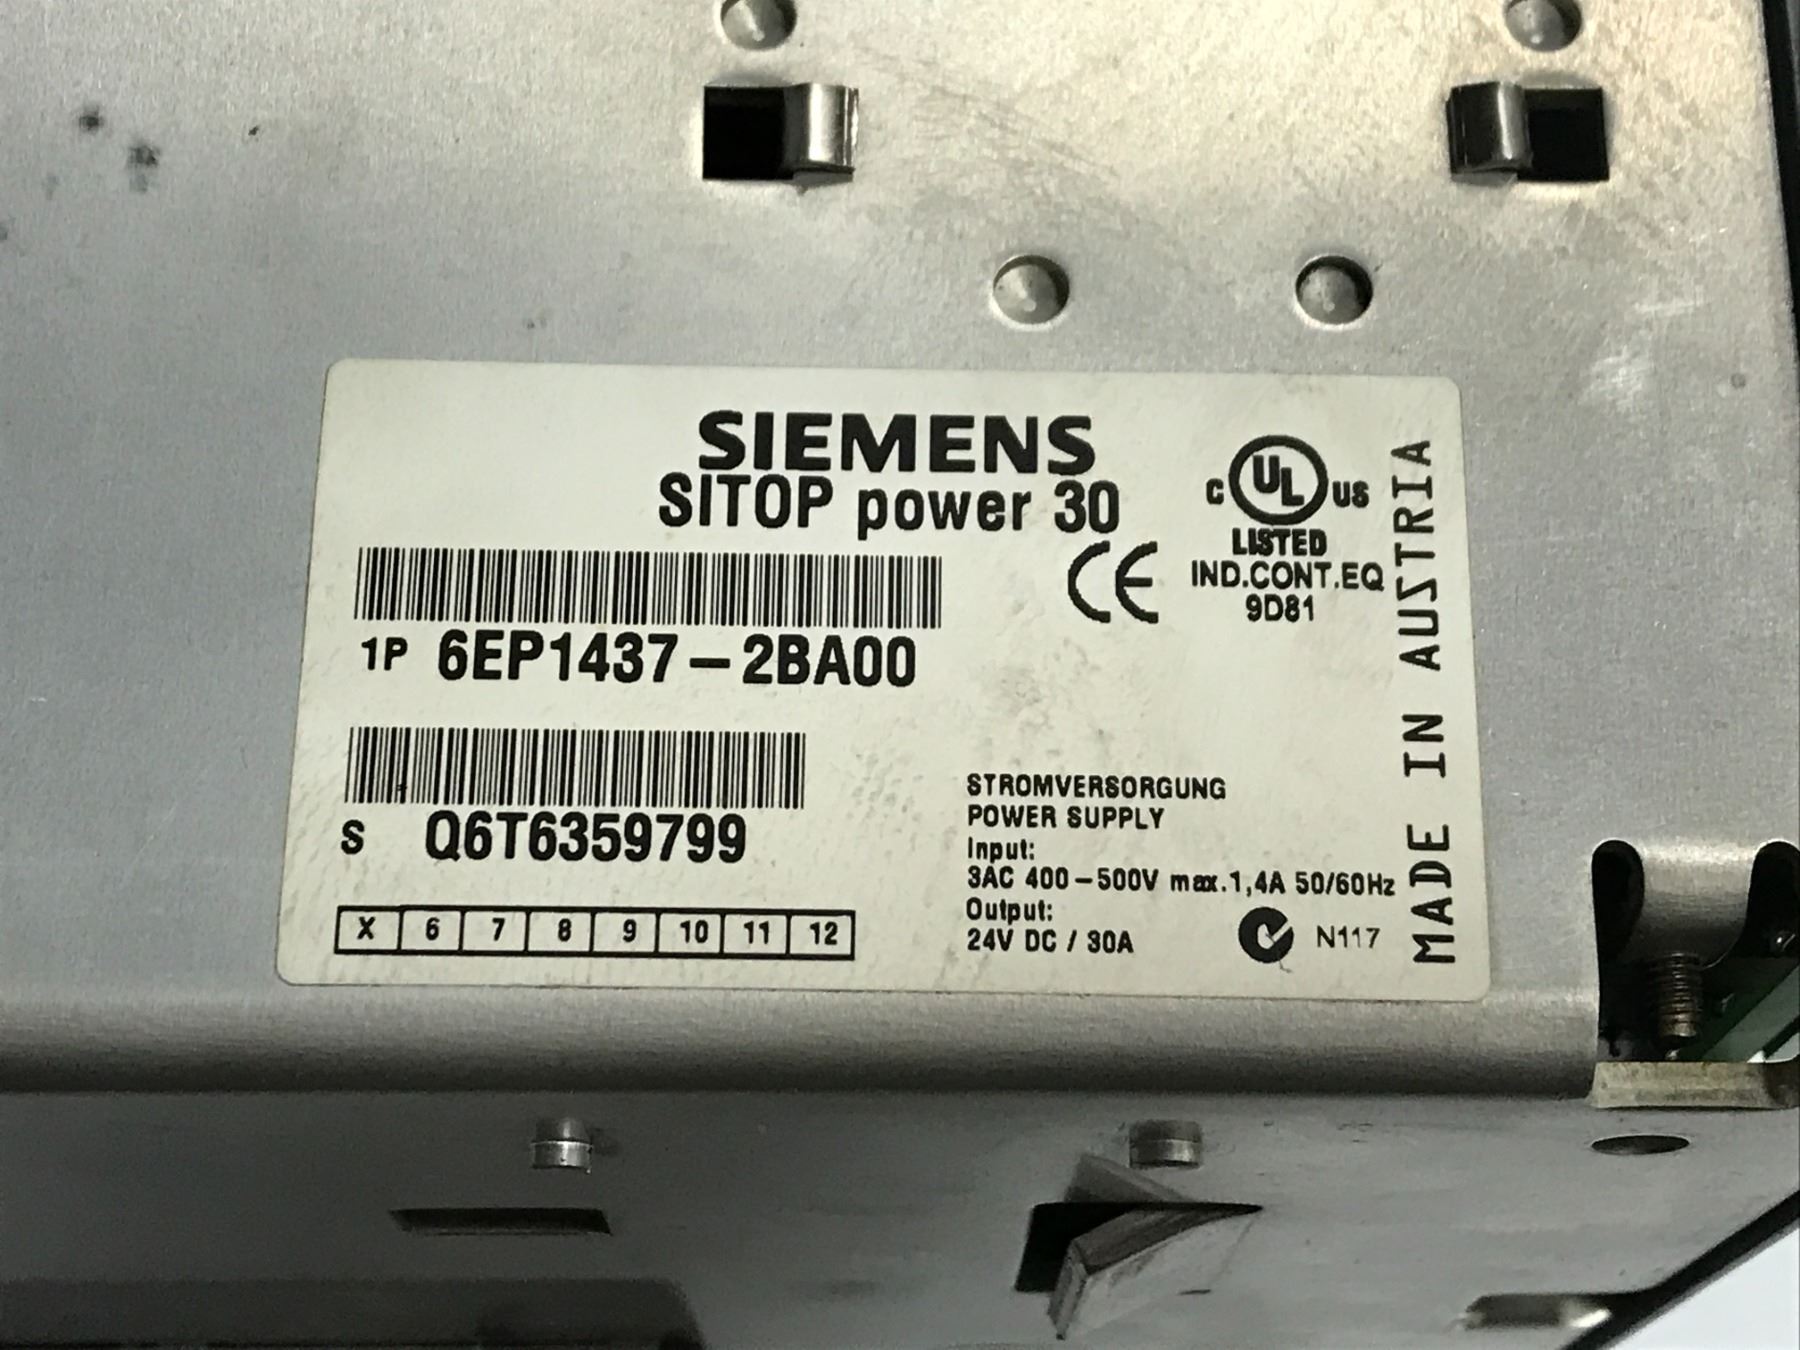 SIEMENS
SITOP power 30
C UL US
LISTED
IND.CONT.EQ
9D81
CE
1P 6EP1437-2BA00
S Q6T6359799
X 6 7 8 9 10 11 12
STROMVERSORGUNG
POWER SUPPLY
Input:
3AC 400-500V max.1,4A 50/60Hz
Output:
24V DC / 30A
N117
MADE IN AUSTRIA